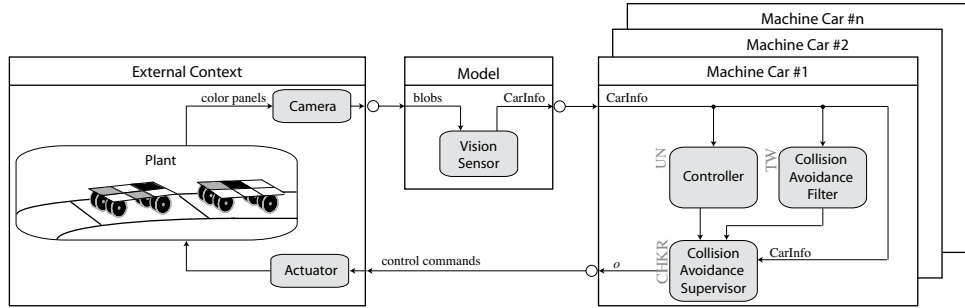 Machine Car #n
Machine Car #2
External Context
Model
Machine Car #1
color panels
Camera
blobs
CarInfo
CarInfo
Plant
Vision
Sensor
UN
Controller
TW
Collision
Avoidance
Filter
Actuator
control commands
o
CHKR
Collision
Avoidance
Supervisor
CarInfo